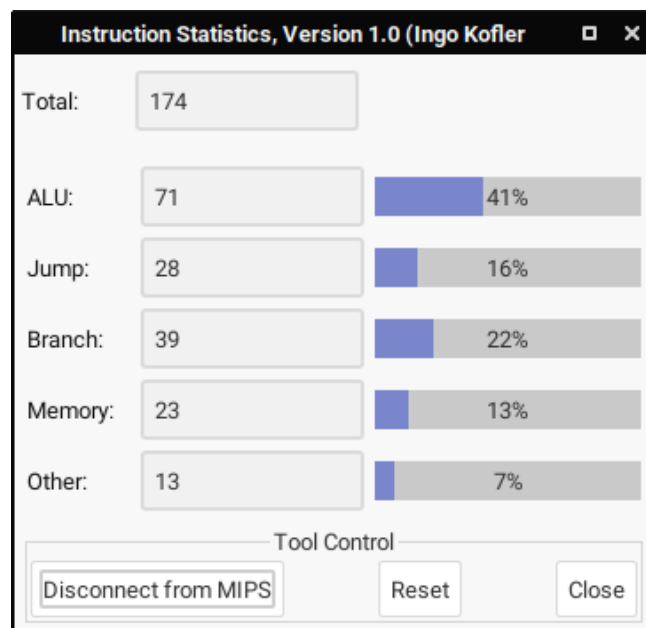 Instruction Statistics, Version 1.0 (Ingo Kofler
Total: 174
ALU: 71 41%
Jump: 28 16%
Branch: 39 22%
Memory: 23 13%
Other: 13 7%
Tool Control
Disconnect from MIPS Reset Close